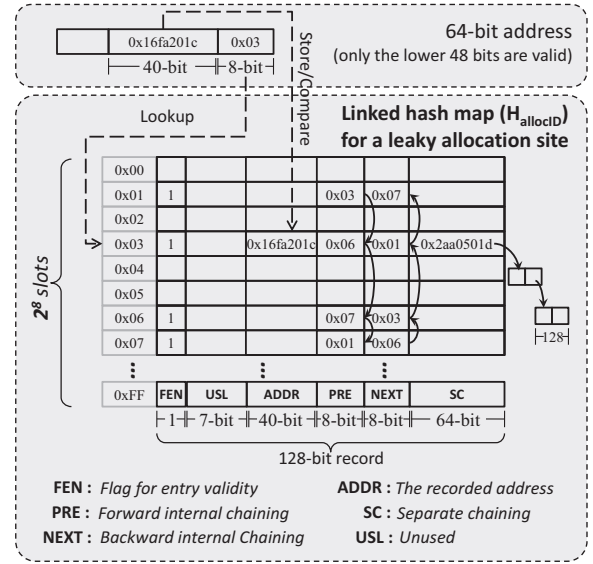 0x16fa201c 0x03
40-bit 8-bit
64-bit address
(only the lower 48 bits are valid)
Store/Compare
Lookup
Linked hash map (H_allocID)
for a leaky allocation site
2^8 slots
0x00
0x01 1 0x03 0x07
0x02
0x03 1 0x16fa201c 0x06 0x01 0x2aa0501d
0x04
0x05
0x06 1 0x07 0x03
0x07 1 0x01 0x06
128
0xFF FEN USL ADDR PRE NEXT SC
1 7-bit 40-bit 8-bit 8-bit 64-bit
128-bit record
FEN : Flag for entry validity
ADDR : The recorded address
PRE : Forward internal chaining
SC : Separate chaining
NEXT : Backward internal Chaining
USL : Unused